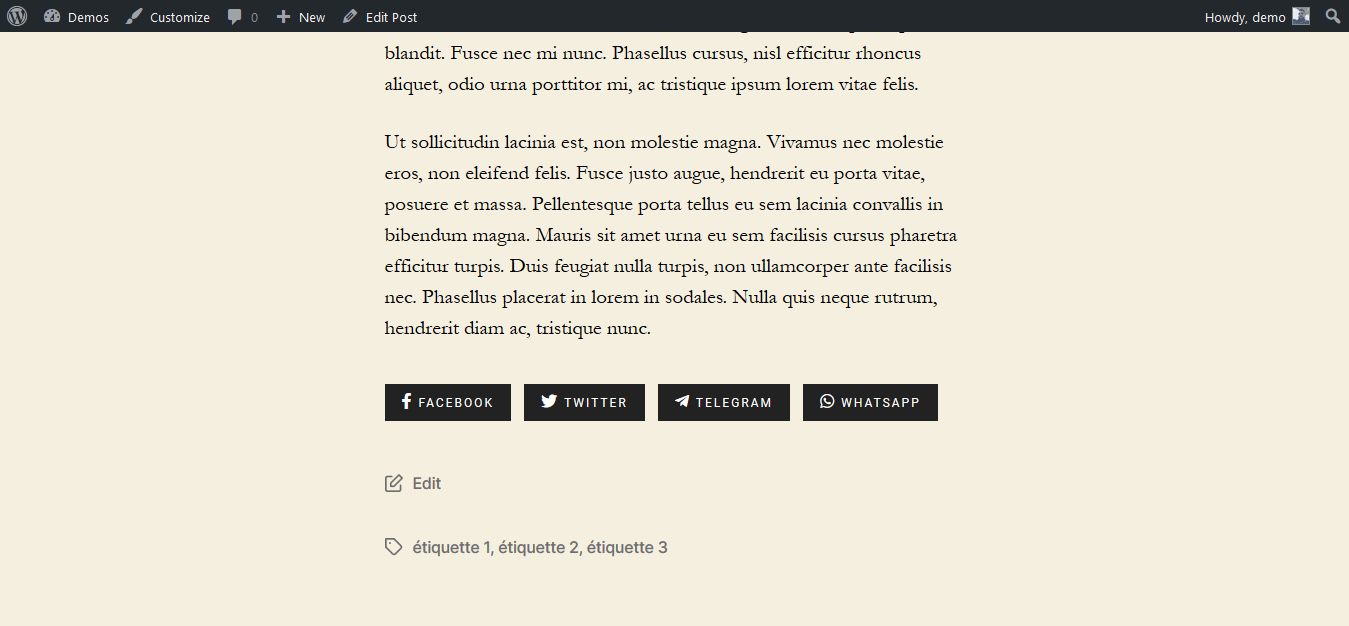 Demos Customize 0 New Edit Post Howdy, demo
blandit. Fusce nec mi nunc. Phasellus cursus, nisl efficitur rhoncus
aliquet, odio urna porttitor mi, ac tristique ipsum lorem vitae felis.
Ut sollicitudin lacinia est, non molestie magna. Vivamus nec molestie
eros, non eleifend felis. Fusce justo augue, hendrerit eu porta vitae,
posuere et massa. Pellentesque porta tellus eu sem lacinia convallis in
bibendum magna. Mauris sit amet urna eu sem facilisis cursus pharetra
efficitur turpis. Duis feugiat nulla turpis, non ullamcorper ante facilisis
nec. Phasellus placerat in lorem in sodales. Nulla quis neque rutrum,
hendrerit diam ac, tristique nunc.
FACEBOOK TWITTER TELEGRAM WHATSAPP
Edit
étiquette 1, étiquette 2, étiquette 3